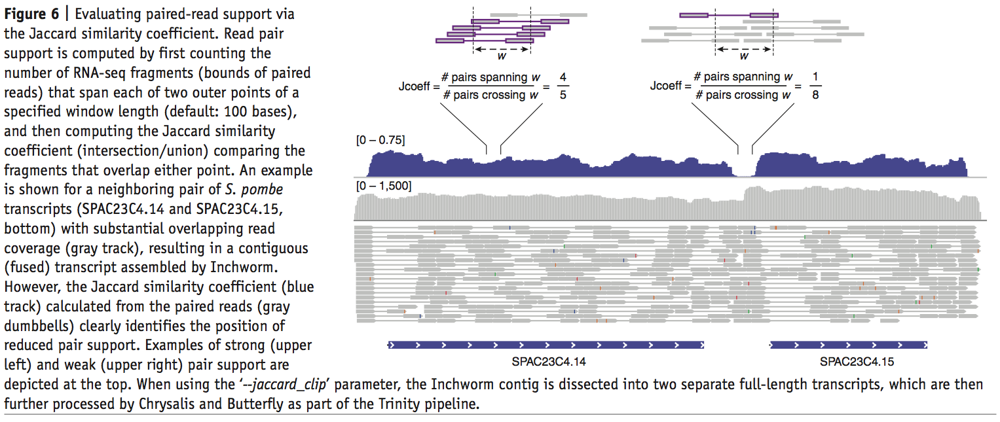 Figure 6 | Evaluating paired-read support via
the Jaccard similarity coefficient. Read pair
support is computed by first counting the
number of RNA-seq fragments (bounds of paired
reads) that span each of two outer points of a
specified window length (default: 100 bases),
and then computing the Jaccard similarity
coefficient (intersection/union) comparing the
fragments that overlap either point. An example
is shown for a neighboring pair of S. pombe
transcripts (SPAC23C4.14 and SPAC23C4.15,
bottom) with substantial overlapping read
coverage (gray track), resulting in a contiguous
(fused) transcript assembled by Inchworm.
However, the Jaccard similarity coefficient (blue
track) calculated from the paired reads (gray
dumbbells) clearly identifies the position of
reduced pair support. Examples of strong (upper
left) and weak (upper right) pair support are
depicted at the top. When using the ‘--jaccard_clip’ parameter, the Inchworm contig is dissected into two separate full-length transcripts, which are then
further processed by Chrysalis and Butterfly as part of the Trinity pipeline.
w
Jcoeff = # pairs spanning w / # pairs crossing w = 4 / 5
w
Jcoeff = # pairs spanning w / # pairs crossing w = 1 / 8
[0 – 0.75]
[0 – 1,500]
SPAC23C4.14
SPAC23C4.15